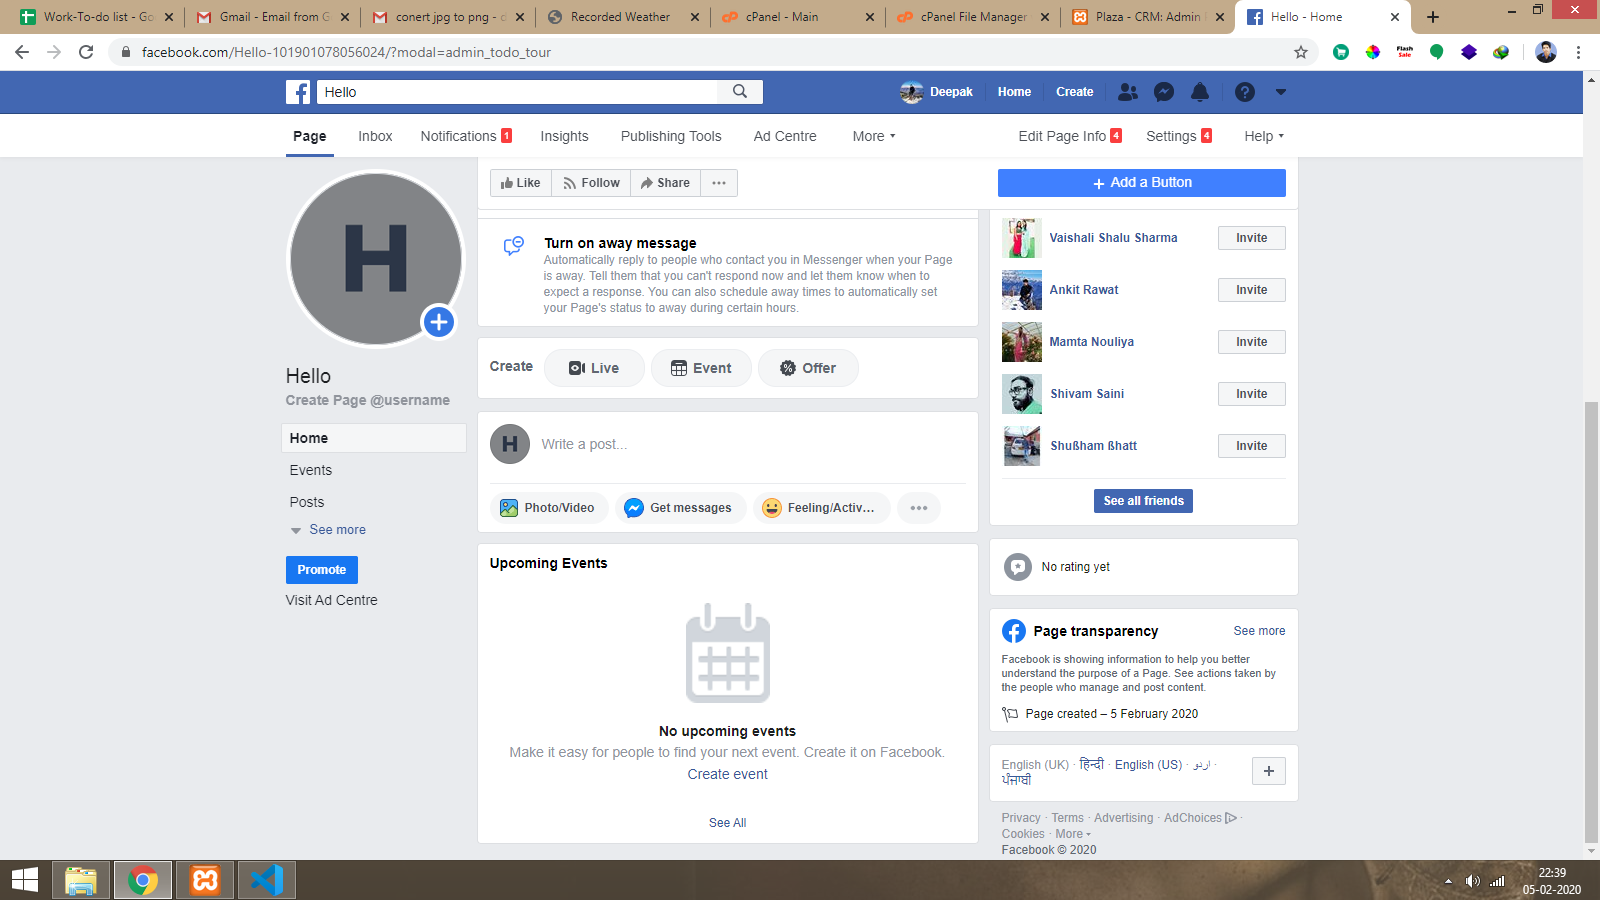 Work-To-do list - Go
Gmail - Email from G
conert jpg to png - 
Recorded Weather
cPanel - Main
cPanel File Manager
Plaza - CRM: Admin
Hello - Home
facebook.com/Hello-101901078056024/?modal=admin_todo_tour
Flash Sale
Hello
Deepak
Home
Create
Page
Inbox
Notifications 1
Insights
Publishing Tools
Ad Centre
More
Edit Page Info 4
Settings 4
Help
H
Hello
Create Page @username
Home
Events
Posts
See more
Promote
Visit Ad Centre
Like
Follow
Share
+ Add a Button
Turn on away message
Automatically reply to people who contact you in Messenger when your Page
is away. Tell them that you can't respond now and let them know when to
expect a response. You can also schedule away times to automatically set
your Page's status to away during certain hours.
Create
Live
Event
Offer
H
Write a post...
Photo/Video
Get messages
Feeling/Activ...
Upcoming Events
No upcoming events
Make it easy for people to find your next event. Create it on Facebook.
Create event
See All
Vaishali Shalu Sharma
Invite
Ankit Rawat
Invite
Mamta Nouliya
Invite
Shivam Saini
Invite
Shußham ßhatt
Invite
See all friends
No rating yet
Page transparency
See more
Facebook is showing information to help you better
understand the purpose of a Page. See actions taken by
the people who manage and post content.
Page created – 5 February 2020
English (UK) · हिन्दी · English (US) · اردو ·
ਪੰਜਾਬੀ
Privacy · Terms · Advertising · AdChoices ·
Cookies · More
Facebook © 2020
22:39
05-02-2020